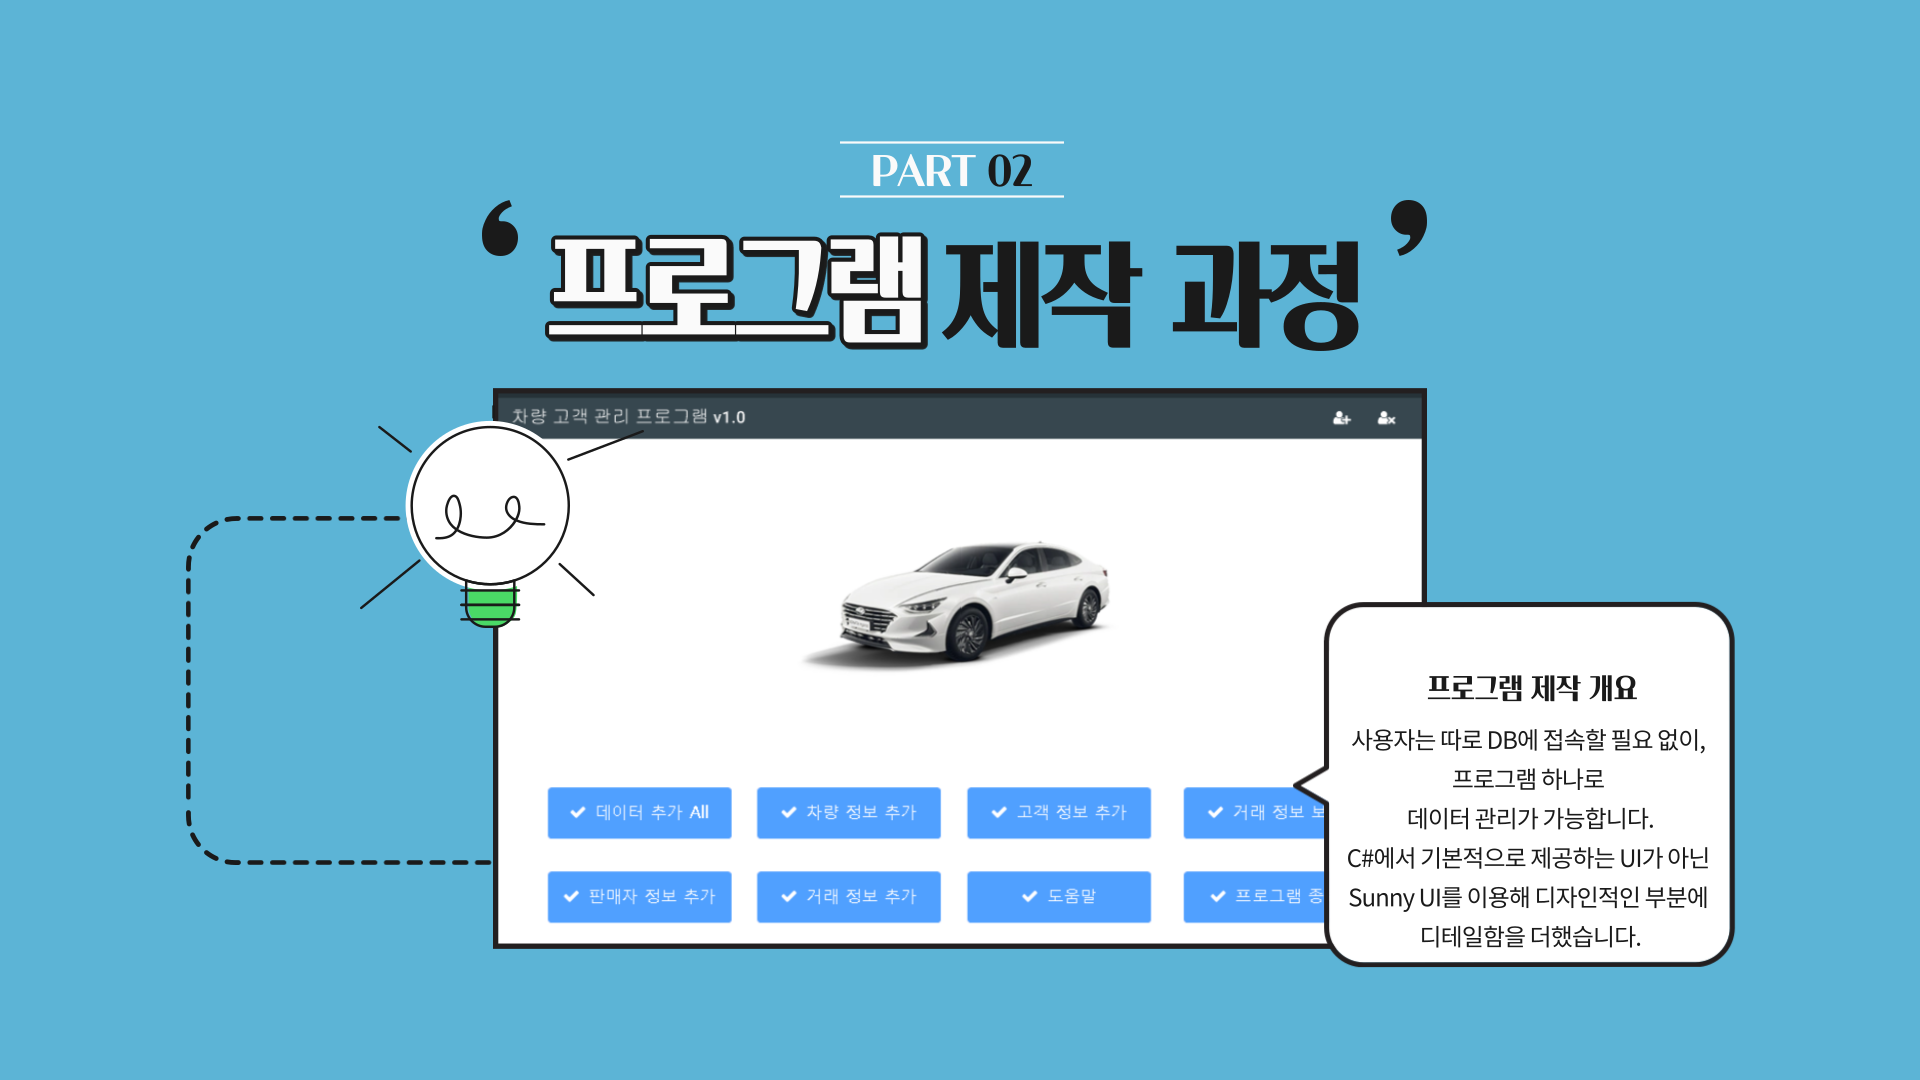 PART 02
‘ 프로그램 제작 과정 ’
차량 고객 관리 프로그램 v1.0
데이터 추가 All
차량 정보 추가
고객 정보 추가
거래 정보
판매자 정보 추가
거래 정보 추가
도움말
프로그램
프로그램 제작 개요
사용자는 따로 DB에 접속할 필요 없이,
프로그램 하나로
데이터 관리가 가능합니다.
C#에서 기본적으로 제공하는 UI가 아닌
Sunny UI를 이용해 디자인적인 부분에
디테일함을 더했습니다.